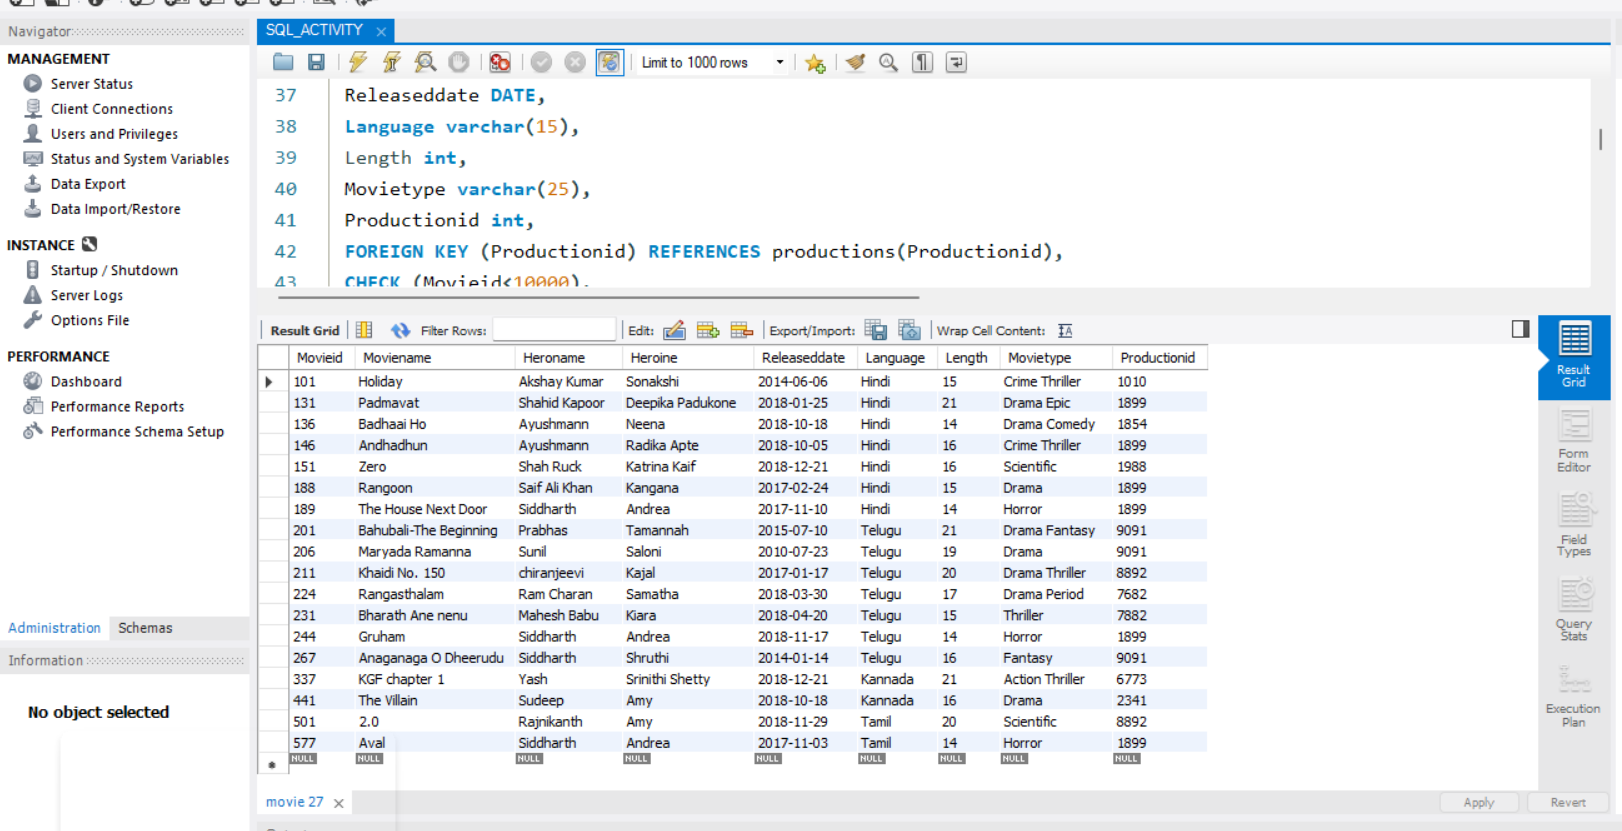 Navigator
MANAGEMENT
Server Status
Client Connections
Users and Privileges
Status and System Variables
Data Export
Data Import/Restore
INSTANCE
Startup / Shutdown
Server Logs
Options File
PERFORMANCE
Dashboard
Performance Reports
Performance Schema Setup
Administration Schemas
Information
No object selected
SQL_ACTIVITY
Limit to 1000 rows
37 Releaseddate DATE,
38 Language varchar(15),
39 Length int,
40 Movietype varchar(25),
41 Productionid int,
42 FOREIGN KEY (Productionid) REFERENCES productions(Productionid),
43 CHECK (Movieid<10000),
Result Grid Filter Rows: Edit: Export/Import: Wrap Cell Content:
Movieid Moviename Heroname Heroine Releaseddate Language Length Movietype Productionid
101 Holiday Akshay Kumar Sonakshi 2014-06-06 Hindi 15 Crime Thriller 1010
131 Padmavat Shahid Kapoor Deepika Padukone 2018-01-25 Hindi 21 Drama Epic 1899
136 Badhaai Ho Ayushmann Neena 2018-10-18 Hindi 14 Drama Comedy 1854
146 Andhadhun Ayushmann Radika Apte 2018-10-05 Hindi 16 Crime Thriller 1899
151 Zero Shah Ruck Katrina Kaif 2018-12-21 Hindi 16 Scientific 1988
188 Rangoon Saif Ali Khan Kangana 2017-02-24 Hindi 15 Drama 1899
189 The House Next Door Siddharth Andrea 2017-11-10 Hindi 14 Horror 1899
201 Bahubali-The Beginning Prabhas Tamannah 2015-07-10 Telugu 21 Drama Fantasy 9091
206 Maryada Ramanna Sunil Saloni 2010-07-23 Telugu 19 Drama 9091
211 Khaidi No. 150 chiranjeevi Kajal 2017-01-17 Telugu 20 Drama Thriller 8892
224 Rangasthalam Ram Charan Samatha 2018-03-30 Telugu 17 Drama Period 7682
231 Bharath Ane nenu Mahesh Babu Kiara 2018-04-20 Telugu 15 Thriller 7882
244 Gruham Siddharth Andrea 2018-11-17 Telugu 14 Horror 1899
267 Anaganaga O Dheerudu Siddharth Shruthi 2014-01-14 Telugu 16 Fantasy 9091
337 KGF chapter 1 Yash Srinithi Shetty 2018-12-21 Kannada 21 Action Thriller 6773
441 The Villain Sudeep Amy 2018-10-18 Kannada 16 Drama 2341
501 2.0 Rajnikanth Amy 2018-11-29 Tamil 20 Scientific 8892
577 Aval Siddharth Andrea 2017-11-03 Tamil 14 Horror 1899
NULL NULL NULL NULL NULL NULL NULL NULL NULL
Result
Grid
Form
Editor
Field
Types
Query
Stats
Execution
Plan
movie 27
Apply Revert